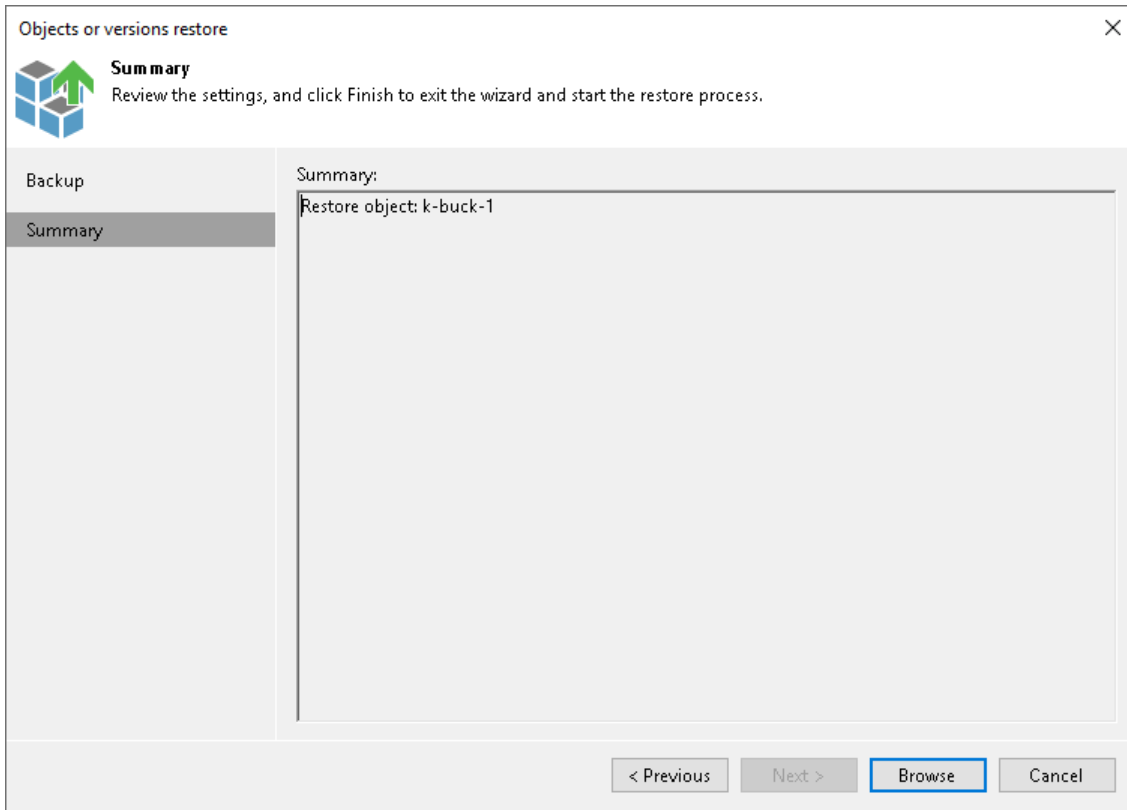 Objects or versions restore
Summary
Review the settings, and click Finish to exit the wizard and start the restore process.
Backup
Summary
Summary:
Restore object: k-buck-1
< Previous
Next >
Browse
Cancel